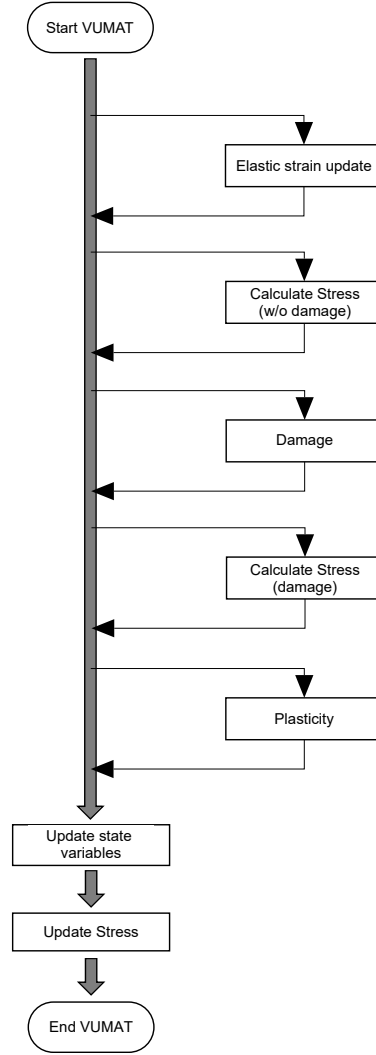 Start VUMAT
Elastic strain update
Calculate Stress
(w/o damage)
Damage
Calculate Stress
(damage)
Plasticity
Update state
variables
Update Stress
End VUMAT